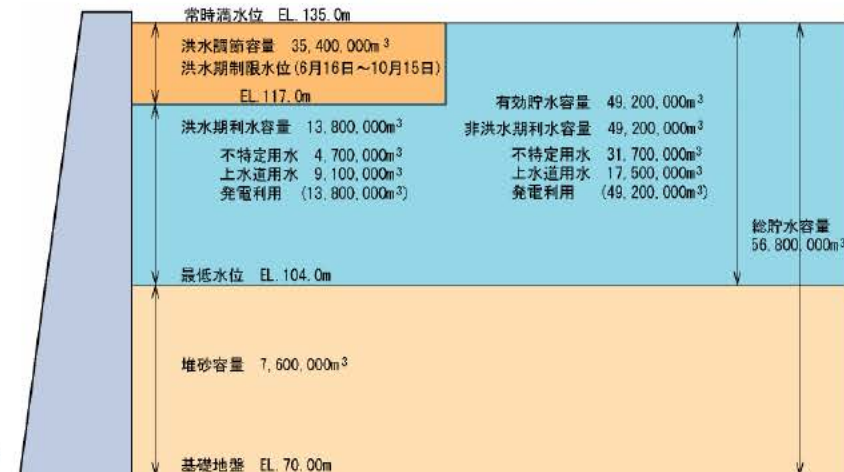 常時満水位 EL.135.0m
洪水調節容量 35,400,000m³
洪水期制限水位(6月16日～10月15日)
EL.117.0m
洪水期利水容量 13,800,000m³
不特定用水 4,700,000m³
上水道用水 9,100,000m³
発電利用 (13,800,000m³)
有効貯水容量 49,200,000m³
非洪水期利水容量 49,200,000m³
不特定用水 31,700,000m³
上水道用水 17,500,000m³
発電利用 (49,200,000m³)
総貯水容量
56,800,000m³
最低水位 EL.104.0m
堆砂容量 7,600,000m³
基礎地盤 EL.70.00m